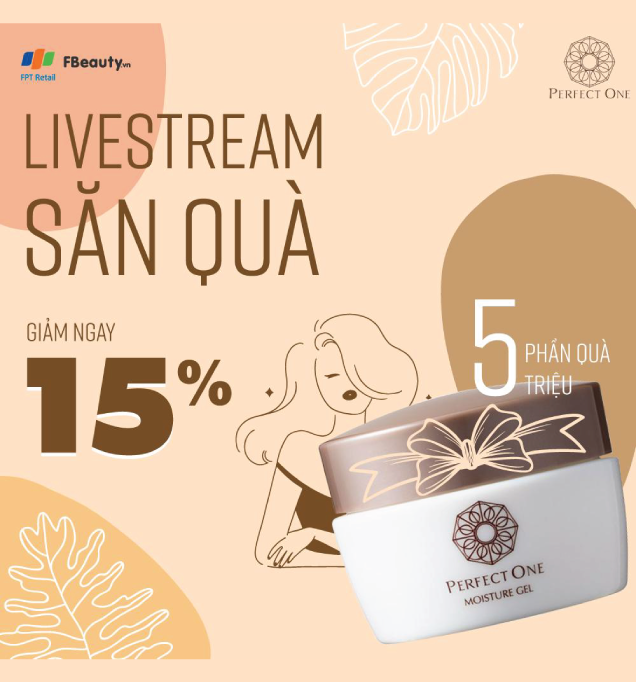 FPT Retail
FBeauty.vn
PERFECT ONE
LIVESTREAM
SĂN QUÀ
GIẢM NGAY
15%
5 PHẦN QUÀ
TRIỆU
PERFECT ONE
MOISTURE GEL